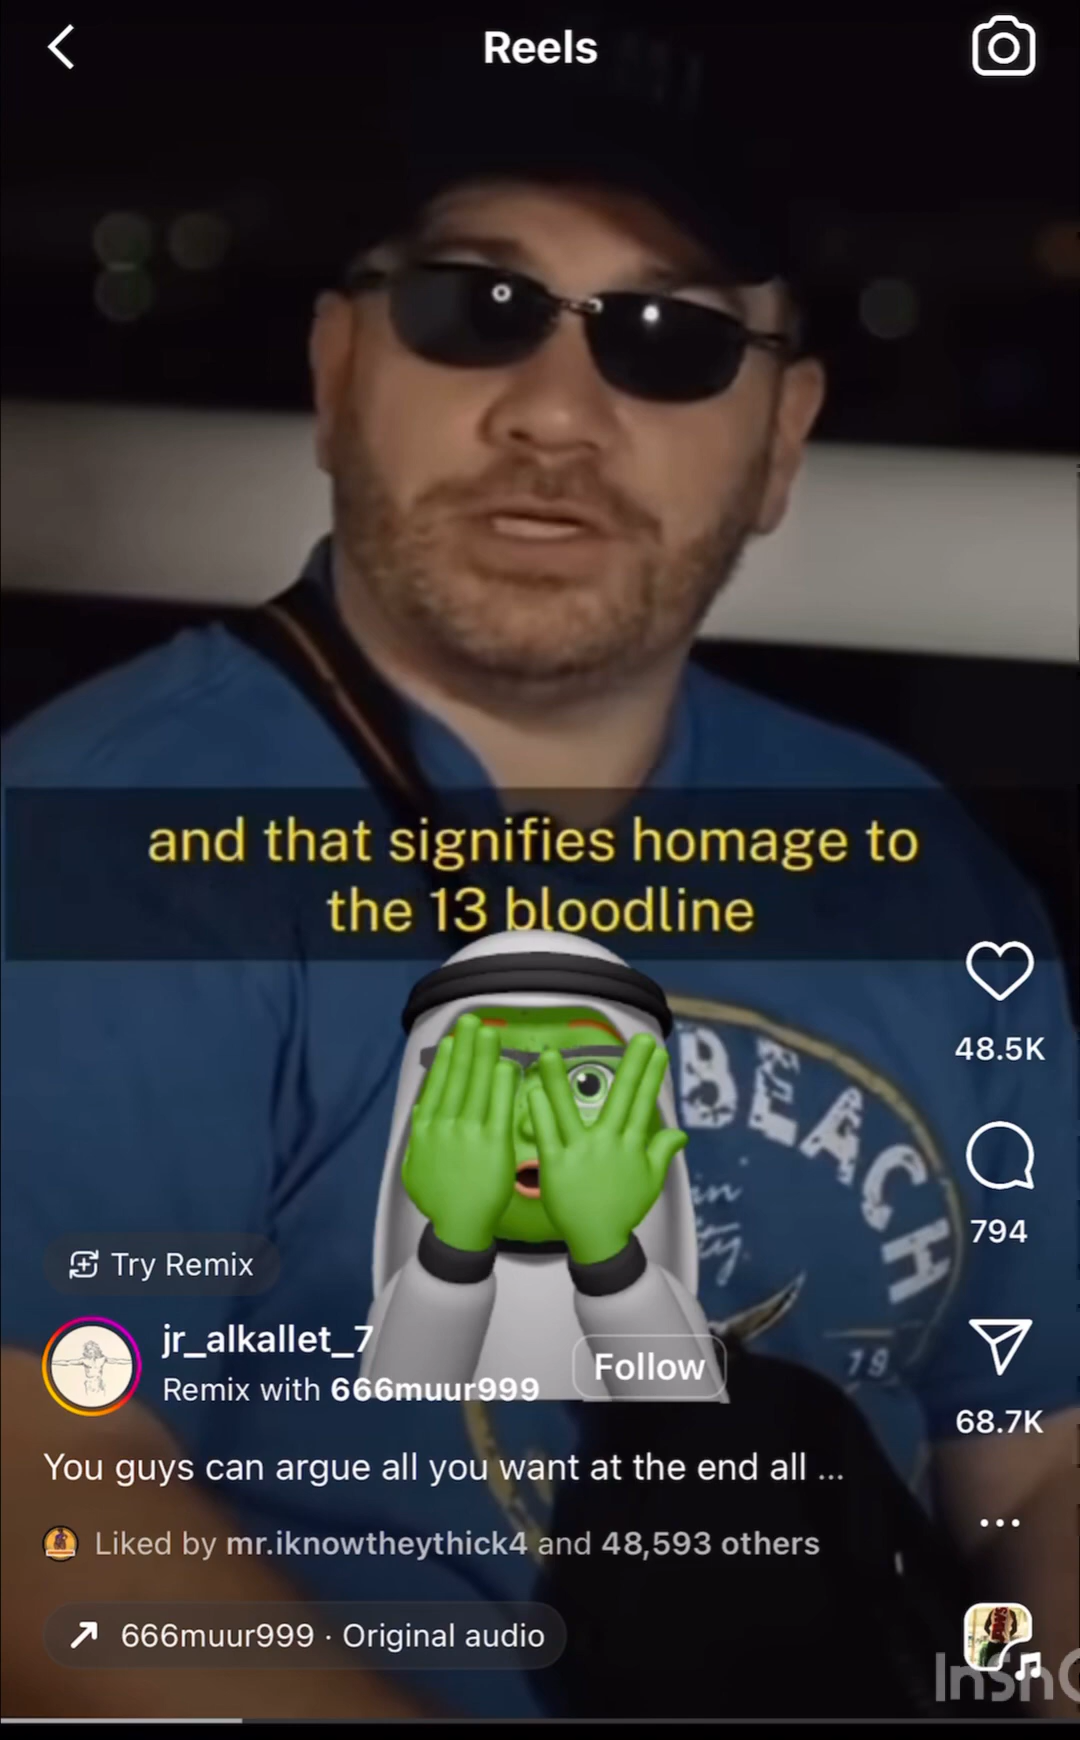 Reels
and that signifies homage to
the 13 bloodline
BEACH
19
48.5K
794
68.7K
Try Remix
jr_alkallet_7
Remix with 666muur999
Follow
You guys can argue all you want at the end all ...
Liked by mr.iknowtheythick4 and 48,593 others
666muur999 · Original audio
InSh